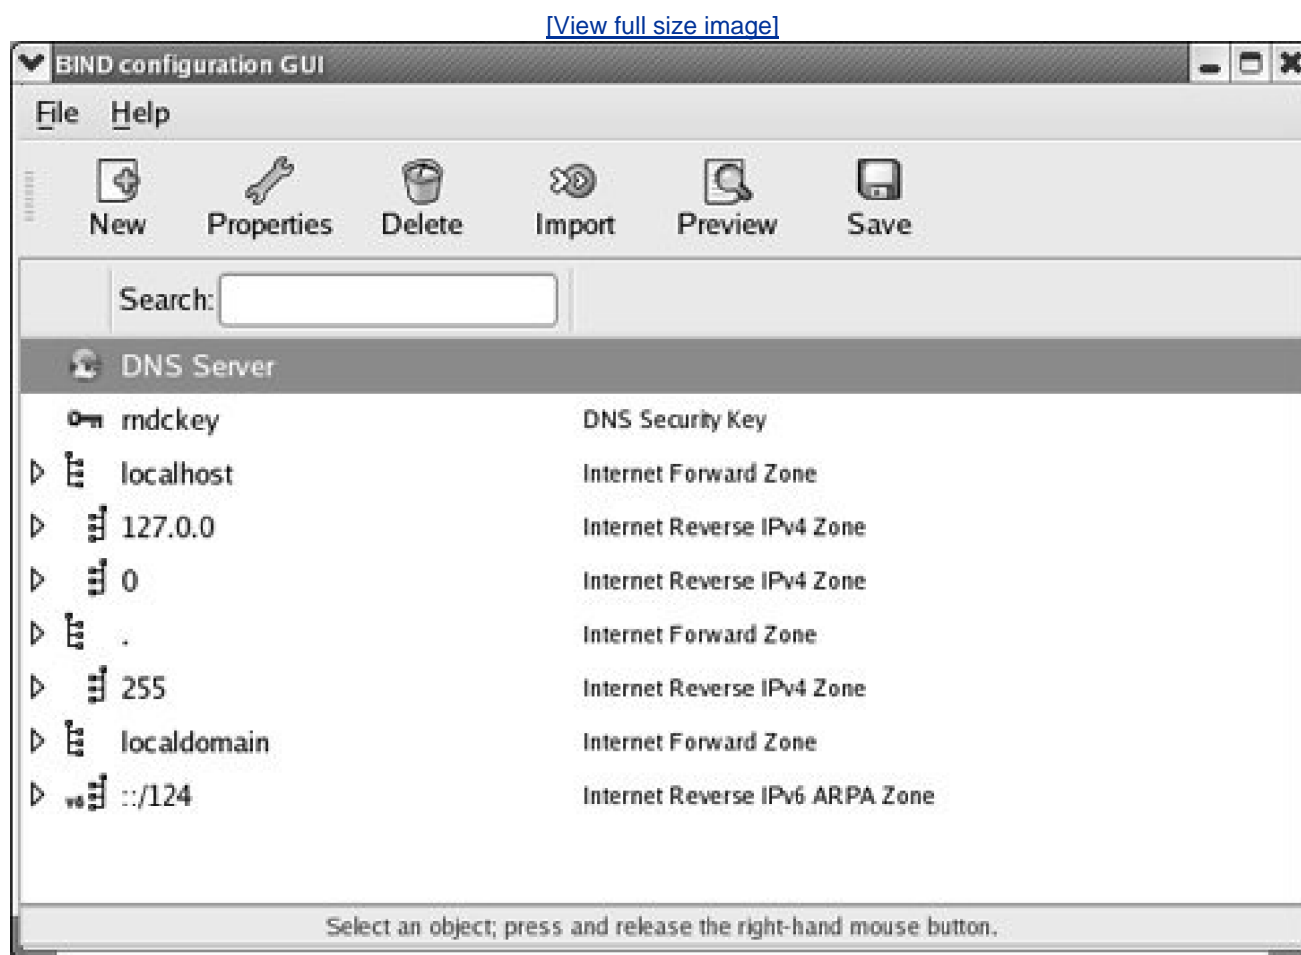 [View full size image]
BIND configuration GUI
File Help
New Properties Delete Import Preview Save
Search:
DNS Server
rndckey DNS Security Key
localhost Internet Forward Zone
127.0.0 Internet Reverse IPv4 Zone
0 Internet Reverse IPv4 Zone
. Internet Forward Zone
255 Internet Reverse IPv4 Zone
localdomain Internet Forward Zone
v6 ::/124 Internet Reverse IPv6 ARPA Zone
Select an object; press and release the right-hand mouse button.